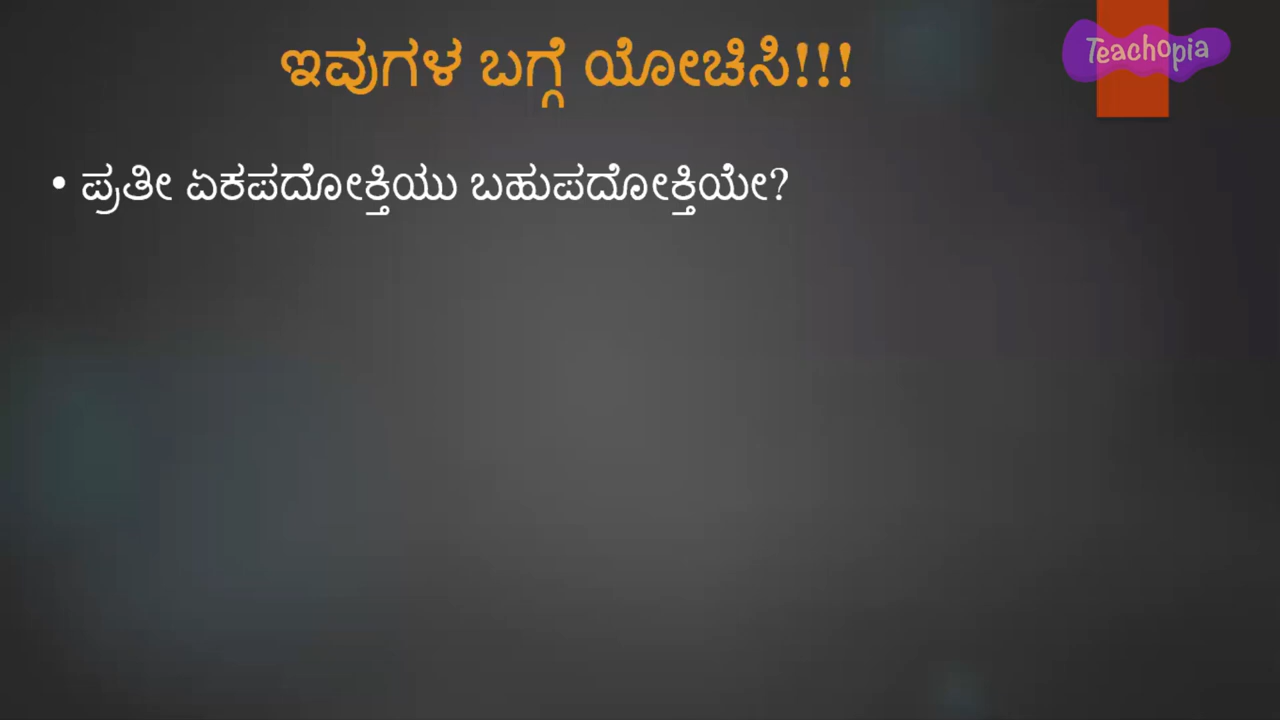 ಇವುಗಳ ಬಗ್ಗೆ ಯೋಚಿಸಿ!!!
Teachopia
• ಪ್ರತೀ ಏಕಪದೋಕ್ತಿಯು ಬಹುಪದೋಕ್ತಿಯೇ?